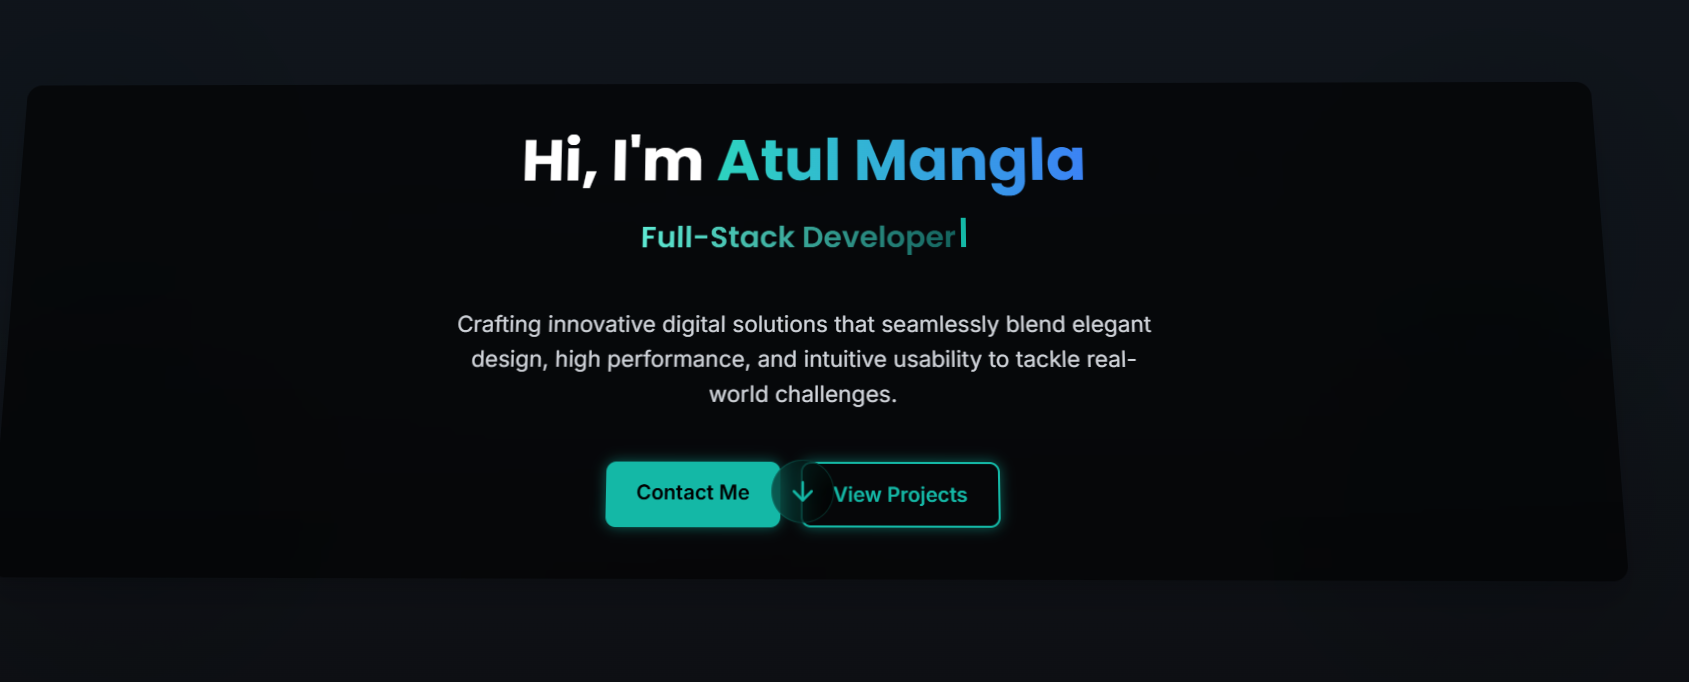 Hi, I'm Atul Mangla
Full-Stack Developer
Crafting innovative digital solutions that seamlessly blend elegant
design, high performance, and intuitive usability to tackle real-
world challenges.
Contact Me
View Projects